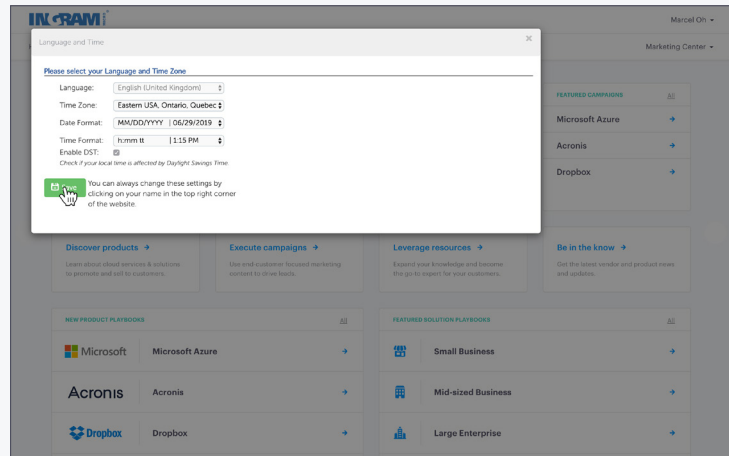 INGRAM
Marcel Oh
Language and Time
×
Marketing Center
Please select your Language and Time Zone
Language: English (United Kingdom)
Time Zone: Eastern USA, Ontario, Quebec
Date Format: MM/DD/YYYY | 06/29/2019
Time Format: h:mm tt | 1:15 PM
Enable DST:
Check if your local time is affected by Daylight Savings Time.
You can always change these settings by
clicking on your name in the top right corner
of the website.
FEATURED CAMPAIGNS All
Microsoft Azure
Acronis
Dropbox
Discover products
Learn about cloud services & solutions
to promote and sell to customers.
Execute campaigns
Use end-customer focused marketing
content to drive leads.
Leverage resources
Expand your knowledge and become
the go-to expert for your customers.
Be in the know
Get the latest vendor and product news
and updates.
NEW PRODUCT PLAYBOOKS All
Microsoft Microsoft Azure
Acronis Acronis
Dropbox Dropbox
FEATURED SOLUTION PLAYBOOKS All
Small Business
Mid-sized Business
Large Enterprise